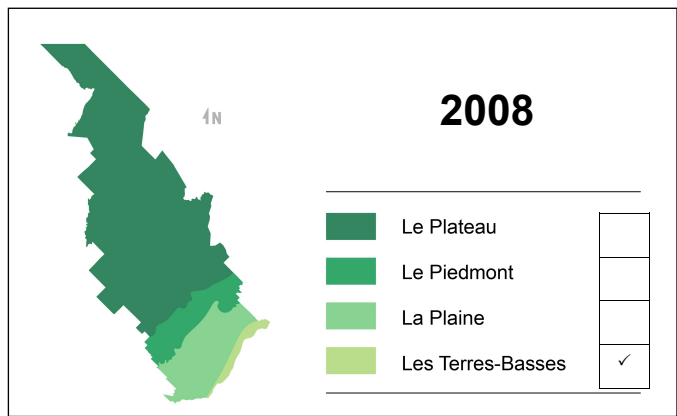 N
2008
Le Plateau
Le Piedmont
La Plaine
Les Terres-Basses ✓